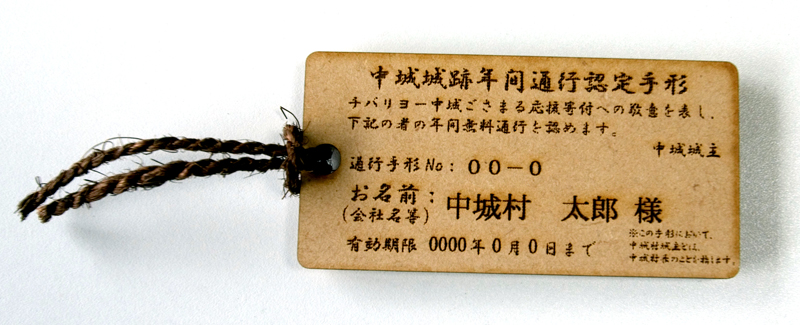 中城城跡年間通行認定手形
チバリヨー中城ごさまる応援寄付への敬意を表し、
下記の者の年間無料通行を認めます。
中城城主
通行手形No：００−０
お名前：
(会社名等)
中城村　太郎 様
有効期限 0000年0月0日まで
※この手形において、
中城村城主とは、
中城村長のことを指します。